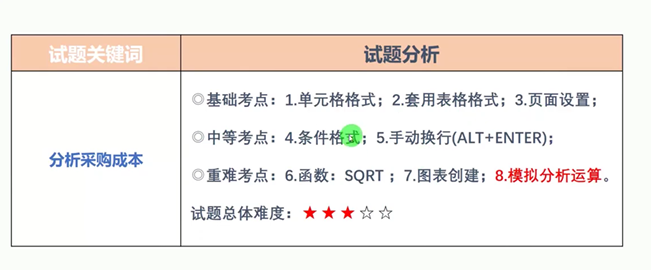 试题关键词
试题分析
分析采购成本
◎基础考点：1.单元格格式；2.套用表格格式；3.页面设置；
◎中等考点：4.条件格式；5.手动换行(ALT+ENTER)；
◎重难考点：6.函数：SQRT ；7.图表创建；8.模拟分析运算。
试题总体难度：★★★☆☆